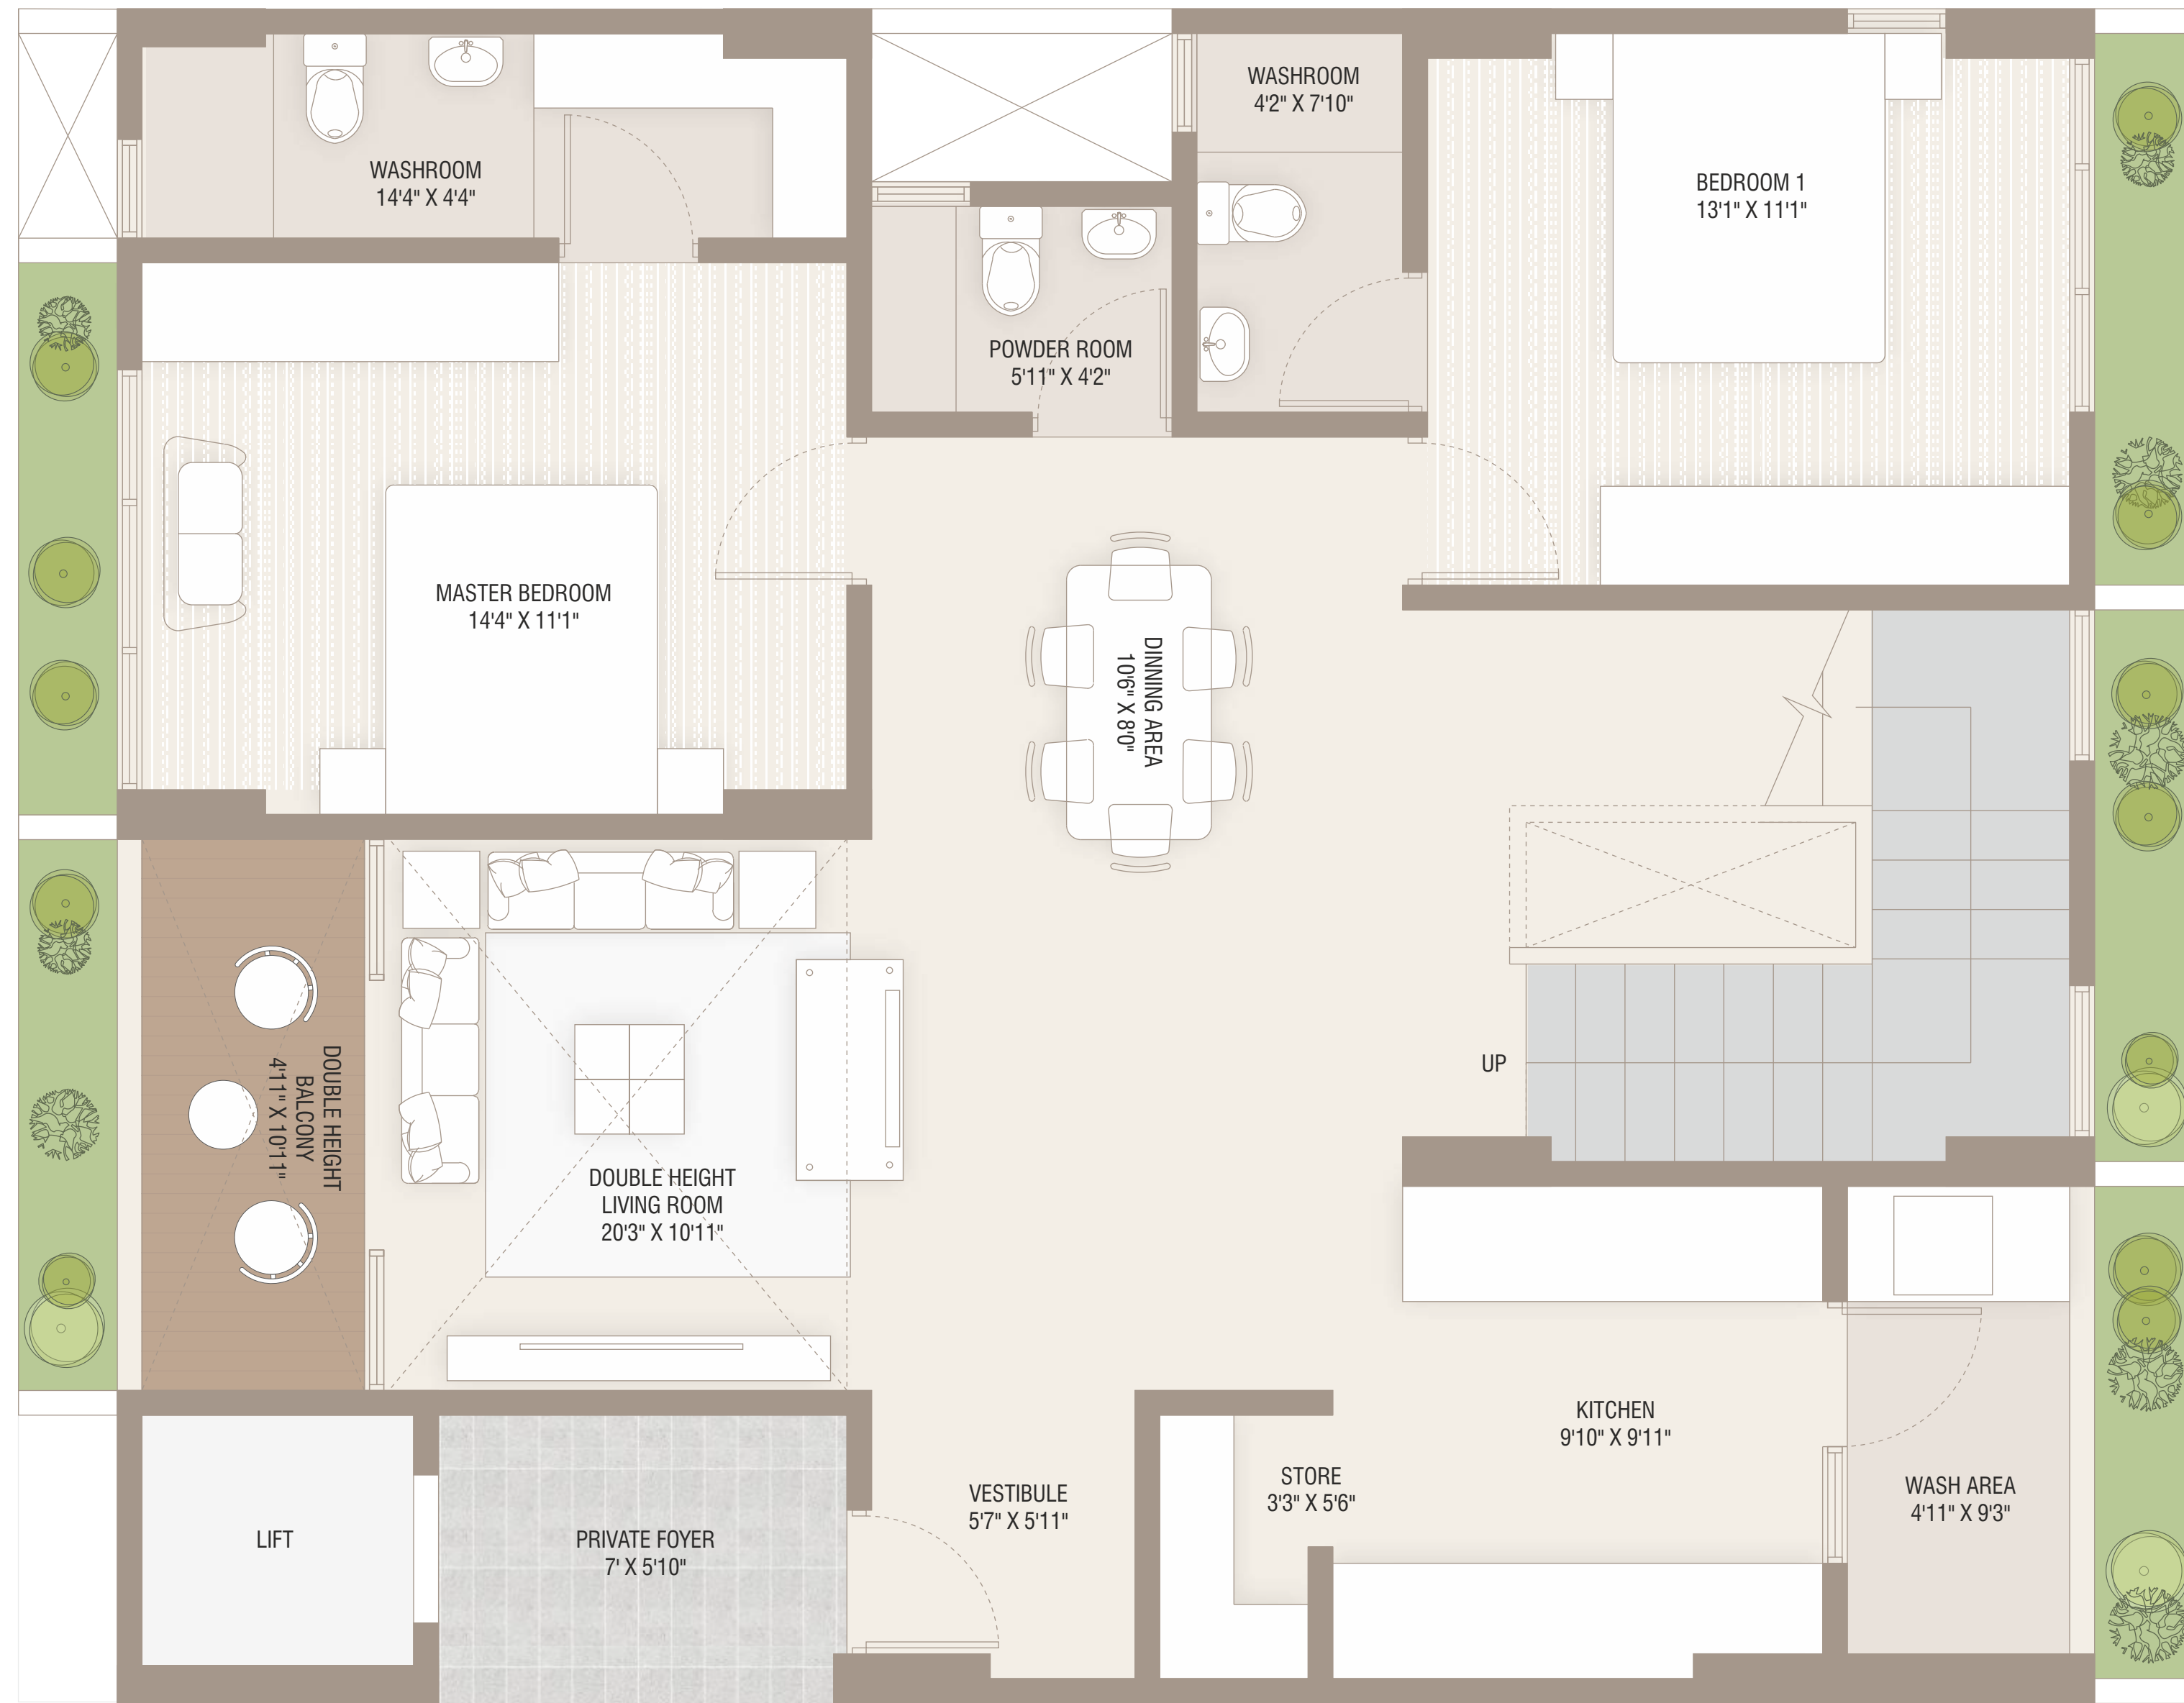 WASHROOM
4'2" X 7'10"
WASHROOM
14'4" X 4'4"
BEDROOM 1
13'1" X 11'1"
POWDER ROOM
5'11" X 4'2"
MASTER BEDROOM
14'4" X 11'1"
DINNING AREA
10'6" X 8'0"
UP
DOUBLE HEIGHT
BALCONY
4'11" X 10'11"
DOUBLE HEIGHT
LIVING ROOM
20'3" X 10'11"
KITCHEN
9'10" X 9'11"
STORE
3'3" X 5'6"
WASH AREA
4'11" X 9'3"
VESTIBULE
5'7" X 5'11"
LIFT
PRIVATE FOYER
7' X 5'10"